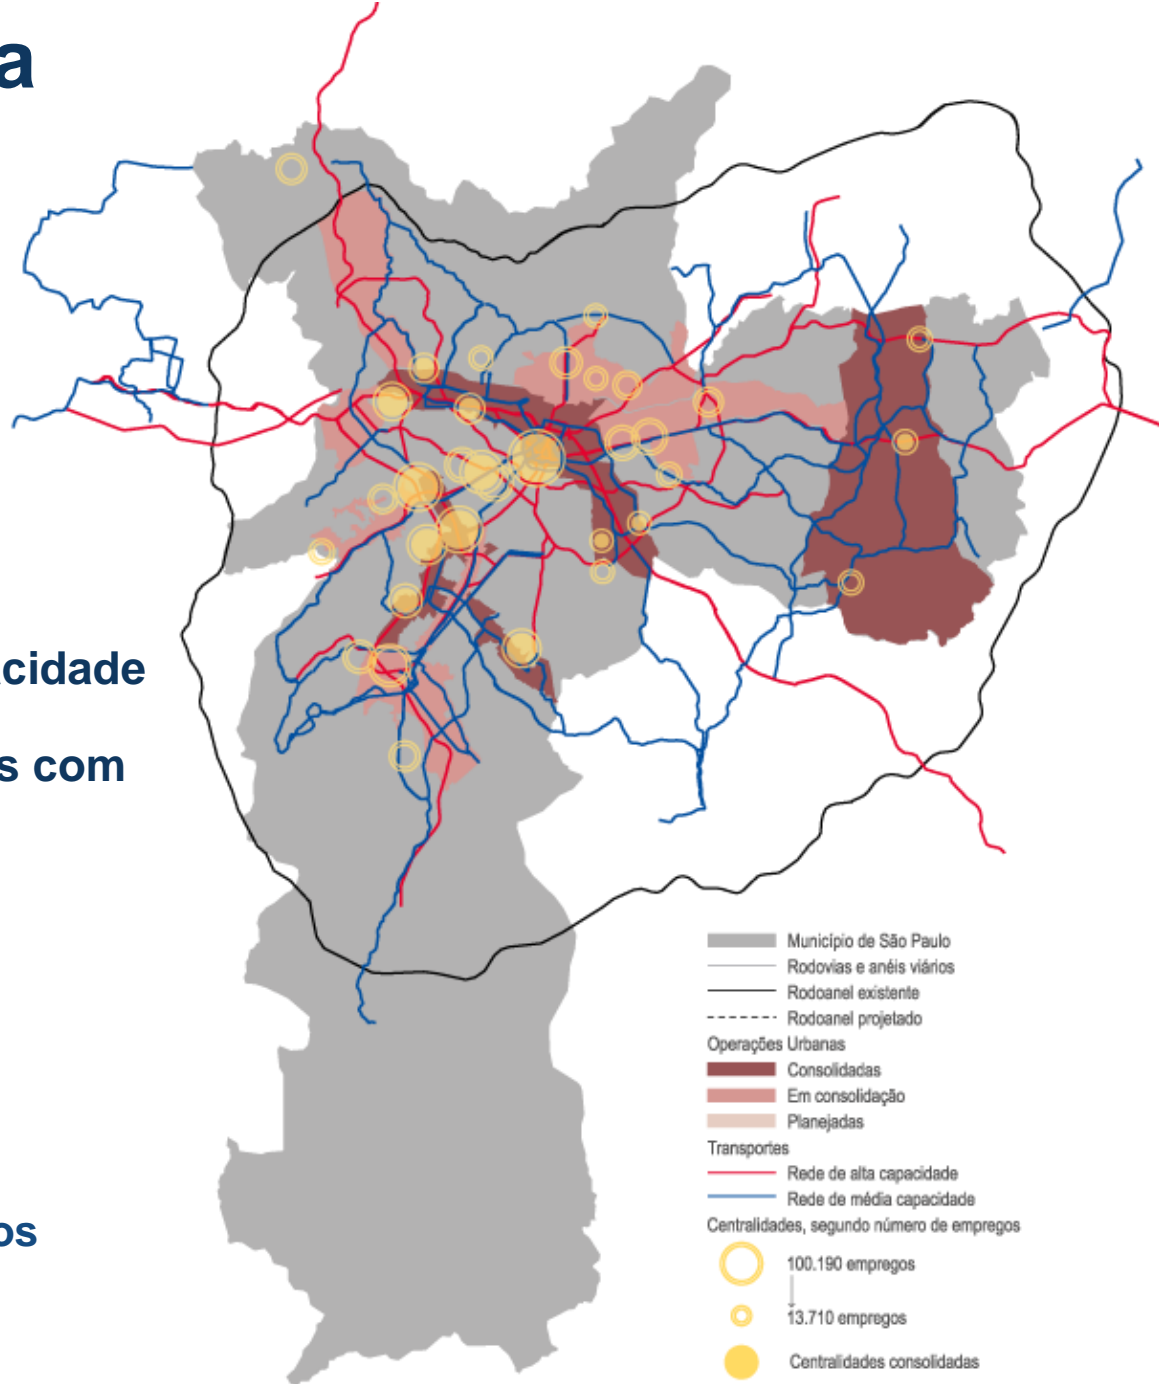 a
cidade
s com
os
Município de São Paulo
Rodovias e anéis viários
Rodoanel existente
Rodoanel projetado
Operações Urbanas
Consolidadas
Em consolidação
Planejadas
Transportes
Rede de alta capacidade
Rede de média capacidade
Centralidades, segundo número de empregos
100.190 empregos
13.710 empregos
Centralidades consolidadas